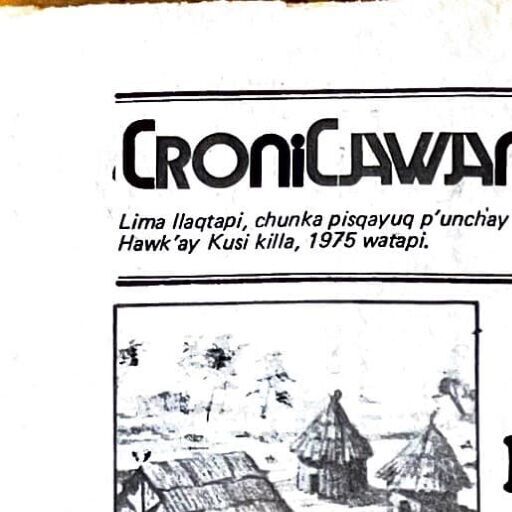 CRONICAWAN
Lima llaqtapi, chunka pisqayuq p'unchay
Hawk'ay Kusi killa, 1975 watapi.